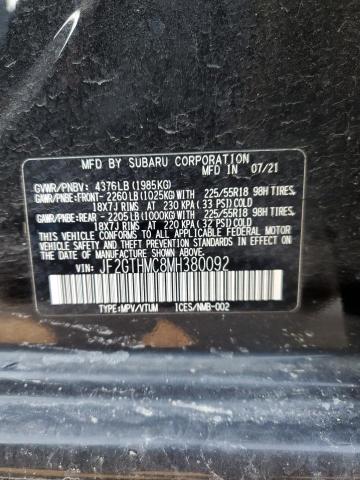 MFD BY SUBARU CORPORATION
MFD IN 07/21
GVWR/PNBV: 4376LB (1985KG)
GAWR/PNBE:FRONT- 2260LB (1025KG)WITH 225/55R18 98H TIRES,
18X7J RIMS AT 230 KPA (33 PSI)COLD
GAWR/PNBE:REAR - 2205LB (1000KG)WITH 225/55R18 98H TIRES,
18X7J RIMS AT 220 KPA (32 PSI)COLD
THIS VEHICLE CONFORMS TO ALL APPLICABLE FEDERAL MOTOR
VEHICLE SAFETY, BUMPER, AND THEFT PREVENTION STANDARDS
IN EFFECT ON THE DATE OF MANUFACTURE SHOWN ABOVE.
VIN: JF2GTHMC8MH380092
TYPE:MPV/VTUM ICES/NMB-002